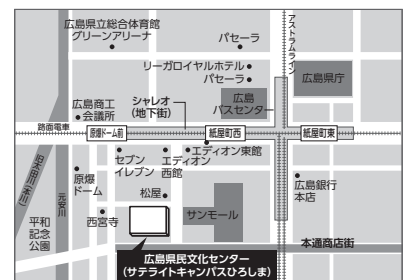 広島県立総合体育館
グリーンアリーナ
パセーラ
アストラムライン
リーガロイヤルホテル
パセーラ
広島県庁
広島商工
会議所
シャレオ
(地下街)
広島
バスセンター
路面電車
原爆ドーム前
紙屋町西
紙屋町東
セブン
イレブン
エディオン
西館
エディオン東館
旧太田川(本川)
元安川
原爆
ドーム
松屋
広島銀行
本店
平和
記念
公園
西宮寺
サンモール
本通商店街
広島県民文化センター
(サテライトキャンパスひろしま)